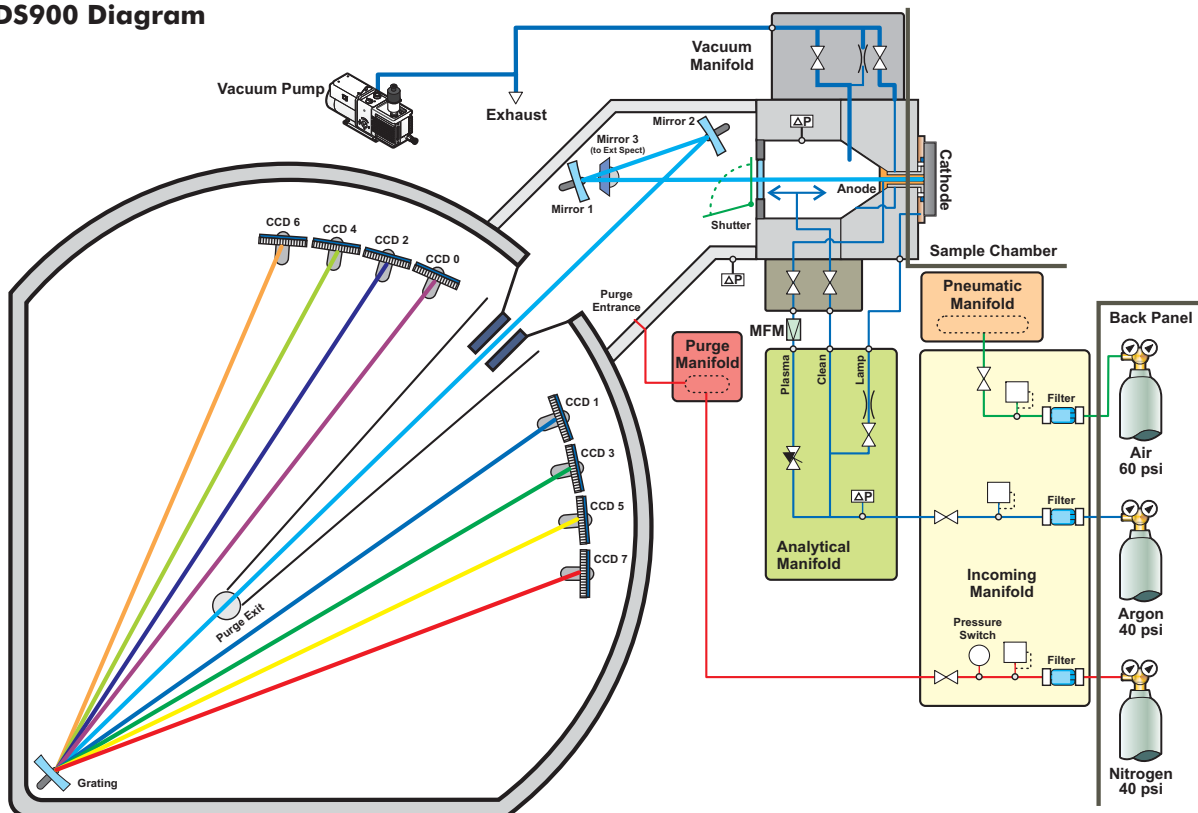 DS900 Diagram
Vacuum Pump
Exhaust
Vacuum
Manifold
Mirror 2
Mirror 3
(to Ext Spect)
Mirror 1
ΔP
Anode
Cathode
Shutter
Sample Chamber
ΔP
CCD 6
CCD 4
CCD 2
CCD 0
Purge
Entrance
MFM
Purge
Manifold
Plasma
Clean
Lamp
ΔP
Analytical
Manifold
Pneumatic
Manifold
Back Panel
Filter
Air
60 psi
Filter
Argon
40 psi
Incoming
Manifold
Pressure
Switch
Filter
Nitrogen
40 psi
CCD 1
CCD 3
CCD 5
CCD 7
Purge Exit
Grating